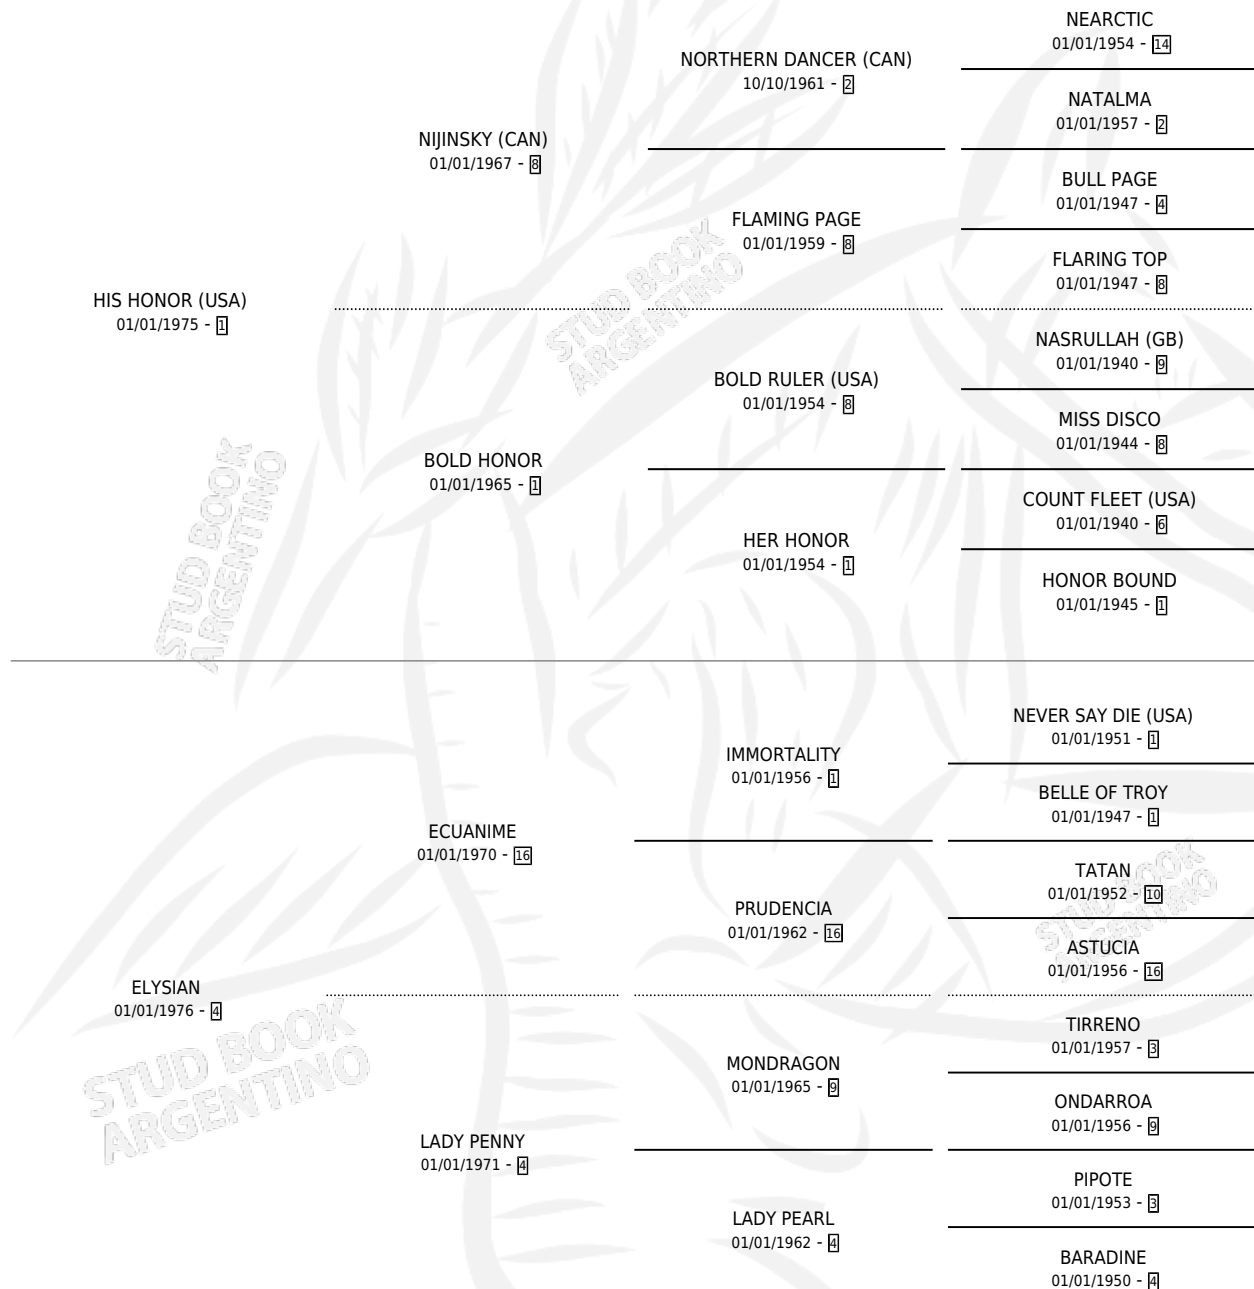 NEARCTIC
01/01/1954 - 14
NORTHERN DANCER (CAN)
10/10/1961 - 2
NATALMA
01/01/1957 - 2
NIJINSKY (CAN)
01/01/1967 - 8
BULL PAGE
01/01/1947 - 4
FLAMING PAGE
01/01/1959 - 8
FLARING TOP
01/01/1947 - 8
HIS HONOR (USA)
01/01/1975 - 1
NASRULLAH (GB)
01/01/1940 - 9
BOLD RULER (USA)
01/01/1954 - 8
MISS DISCO
01/01/1944 - 8
BOLD HONOR
01/01/1965 - 1
COUNT FLEET (USA)
01/01/1940 - 6
HER HONOR
01/01/1954 - 1
HONOR BOUND
01/01/1945 - 1
NEVER SAY DIE (USA)
01/01/1951 - 1
IMMORTALITY
01/01/1956 - 1
BELLE OF TROY
01/01/1947 - 1
ECUANIME
01/01/1970 - 16
TATAN
01/01/1952 - 10
PRUDENCIA
01/01/1962 - 16
ASTUCIA
01/01/1956 - 16
ELYSIAN
01/01/1976 - 4
TIRRENO
01/01/1957 - 3
MONDRAGON
01/01/1965 - 9
ONDARROA
01/01/1956 - 9
LADY PENNY
01/01/1971 - 4
PIPOTE
01/01/1953 - 3
LADY PEARL
01/01/1962 - 4
BARADINE
01/01/1950 - 4
STUD BOOK
ARGENTINO
STUD BOOK
ARGENTINO
STUD BOOK
ARGENTINO
STUD BOOK
ARGENTINO